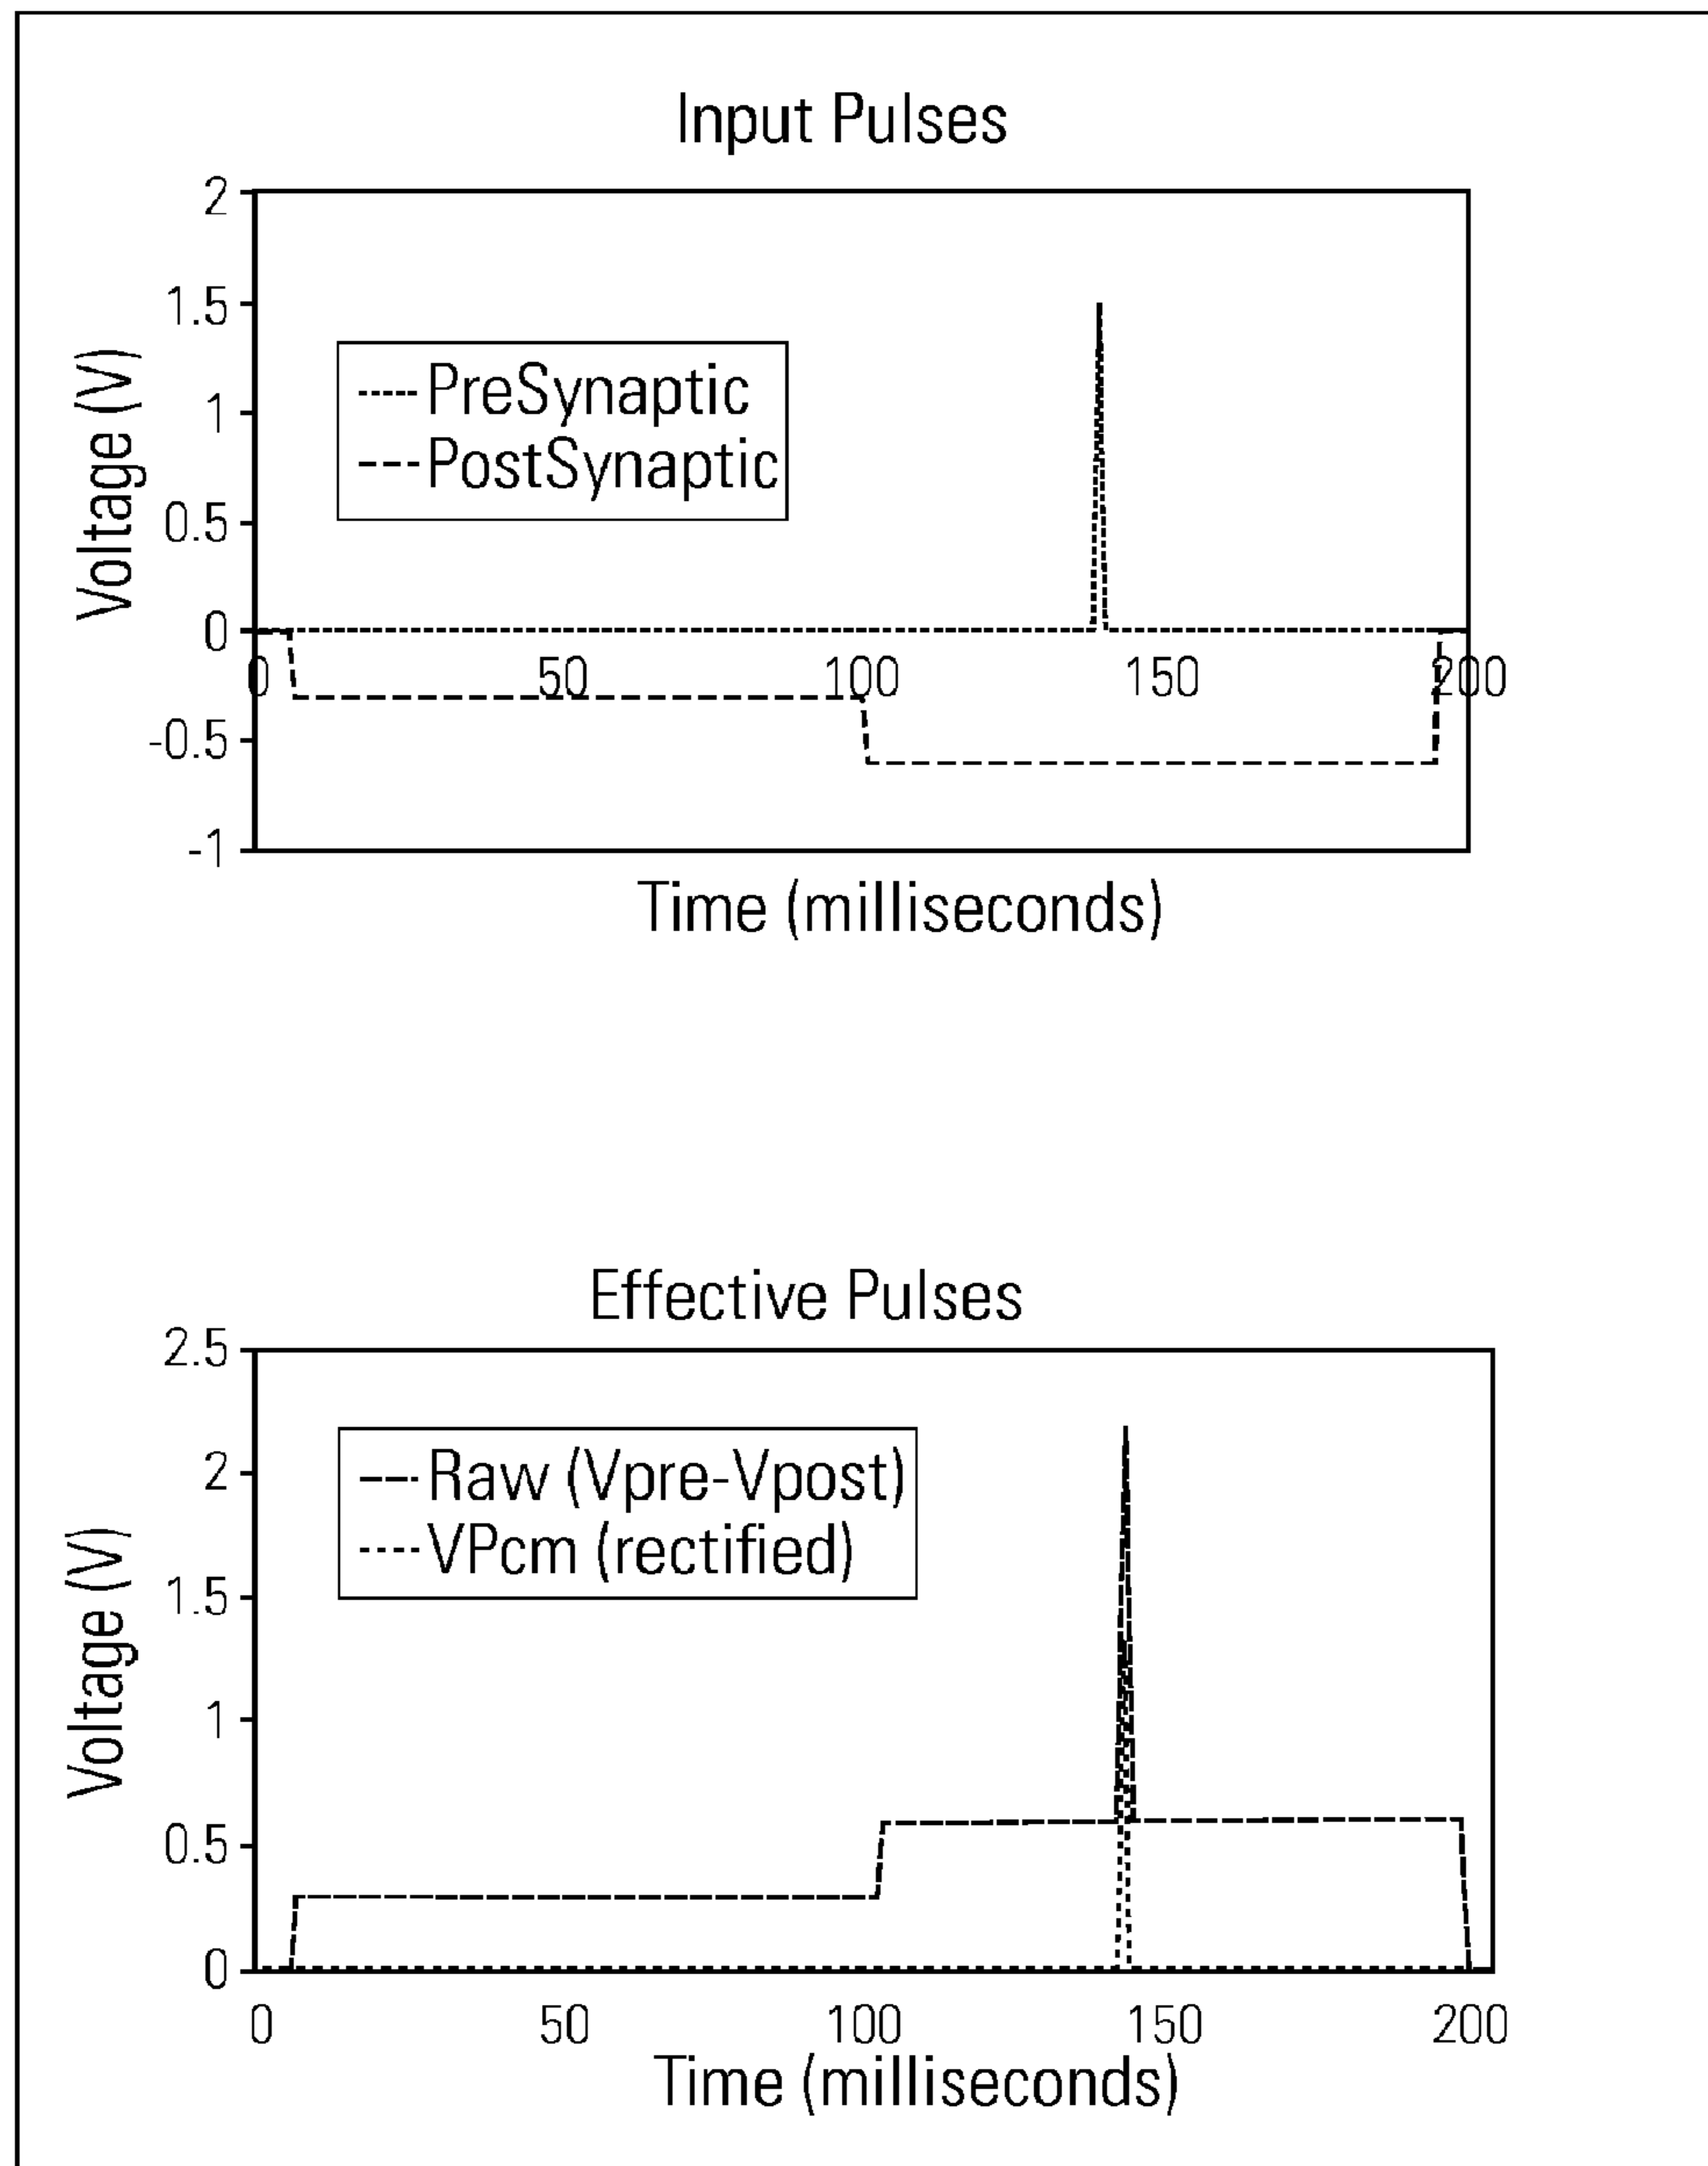 Input Pulses
2
1.5
1
0.5
0
-0.5
-1
Voltage (V)
PreSynaptic
PostSynaptic
0 50 100 150 200
Time (milliseconds)
Effective Pulses
2.5
2
1.5
1
0.5
0
Voltage (V)
Raw (Vpre-Vpost)
VPcm (rectified)
0 50 100 150 200
Time (milliseconds)